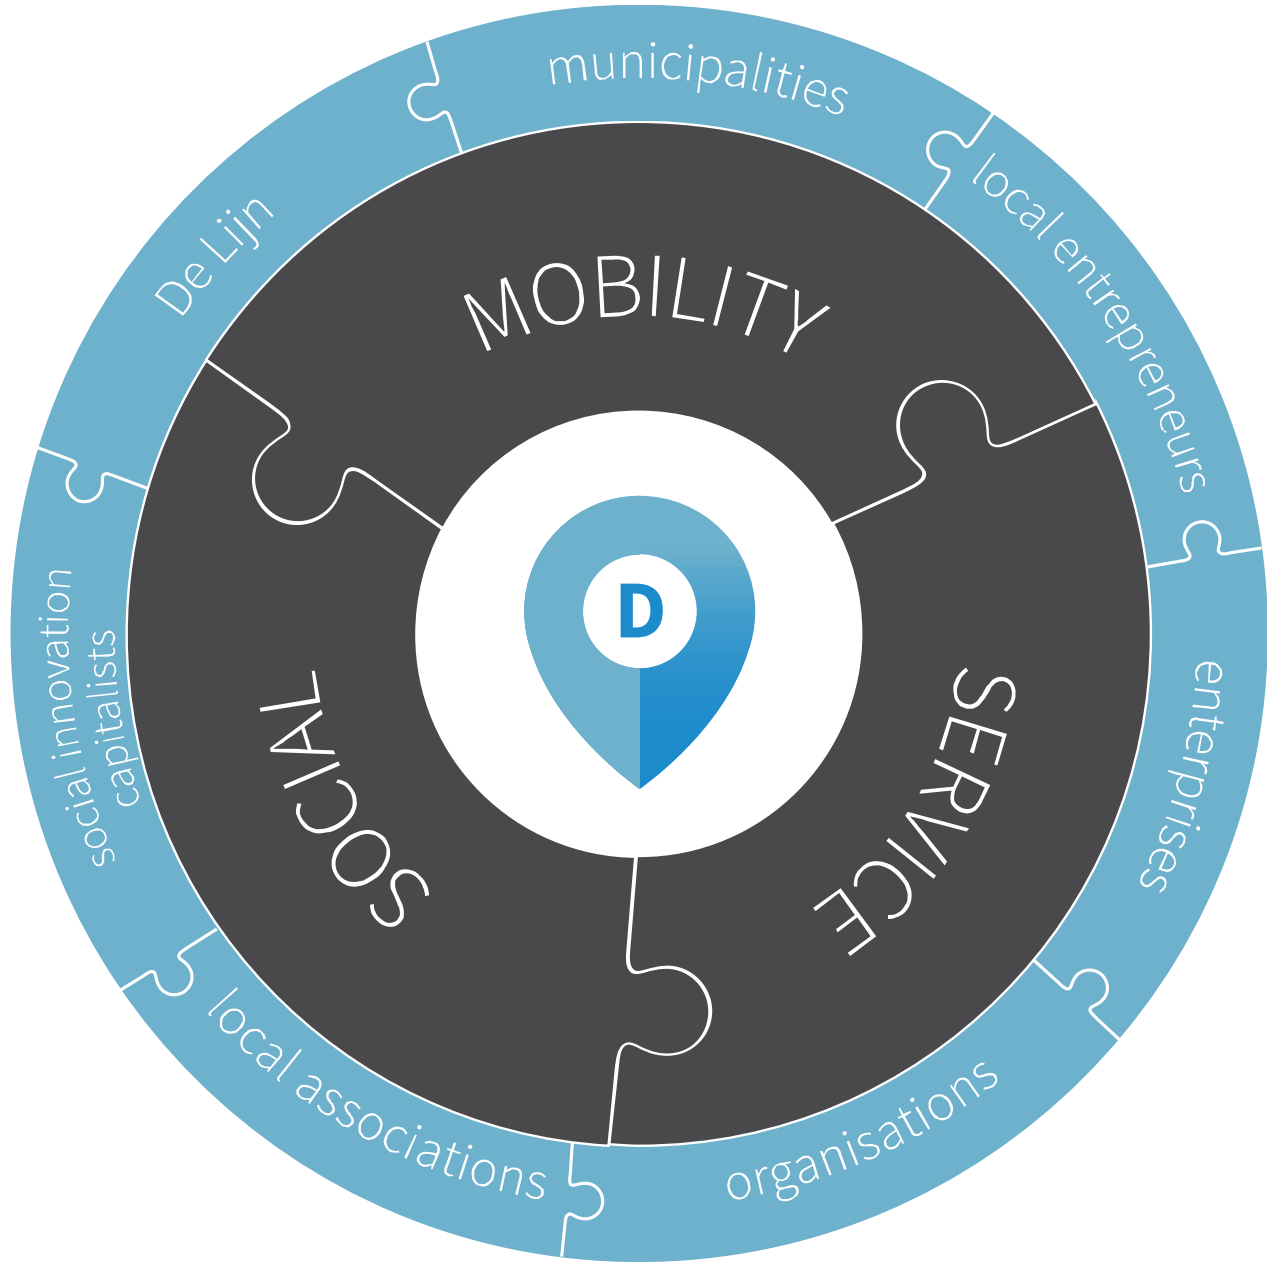 municipalities
local entrepreneurs
enterprises
organisations
local associations
social innovation
capitalists
De Lijn
MOBILITY
SERVICE
SOCIAL
D